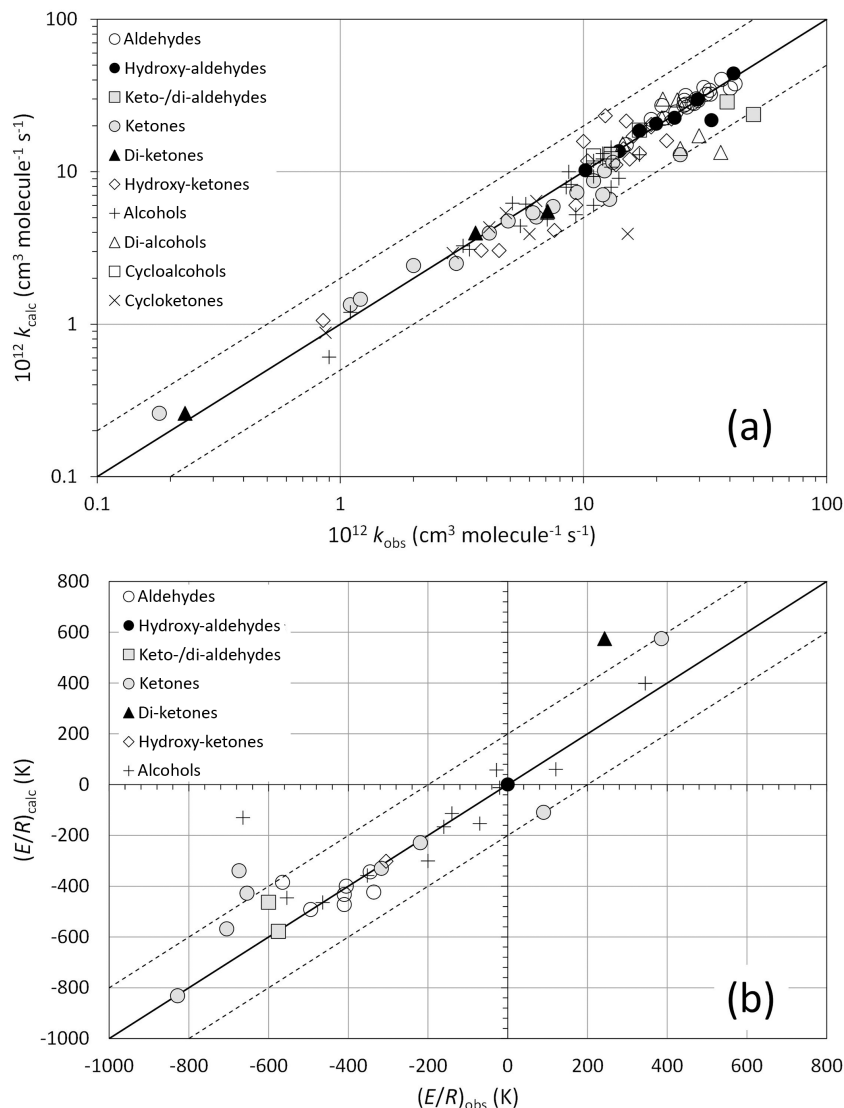 100
10
1
0.1
10¹² k_calc (cm³ molecule⁻¹ s⁻¹)
Aldehydes
Hydroxy-aldehydes
Keto-/di-aldehydes
Ketones
Di-ketones
Hydroxy-ketones
Alcohols
Di-alcohols
Cycloalcohols
Cycloketones
(a)
0.1 1 10 100
10¹² k_obs (cm³ molecule⁻¹ s⁻¹)
800
600
400
200
0
-200
-400
-600
-800
-1000
(E/R)_calc (K)
Aldehydes
Hydroxy-aldehydes
Keto-/di-aldehydes
Ketones
Di-ketones
Hydroxy-ketones
Alcohols
(b)
-1000 -800 -600 -400 -200 0 200 400 600 800
(E/R)_obs (K)